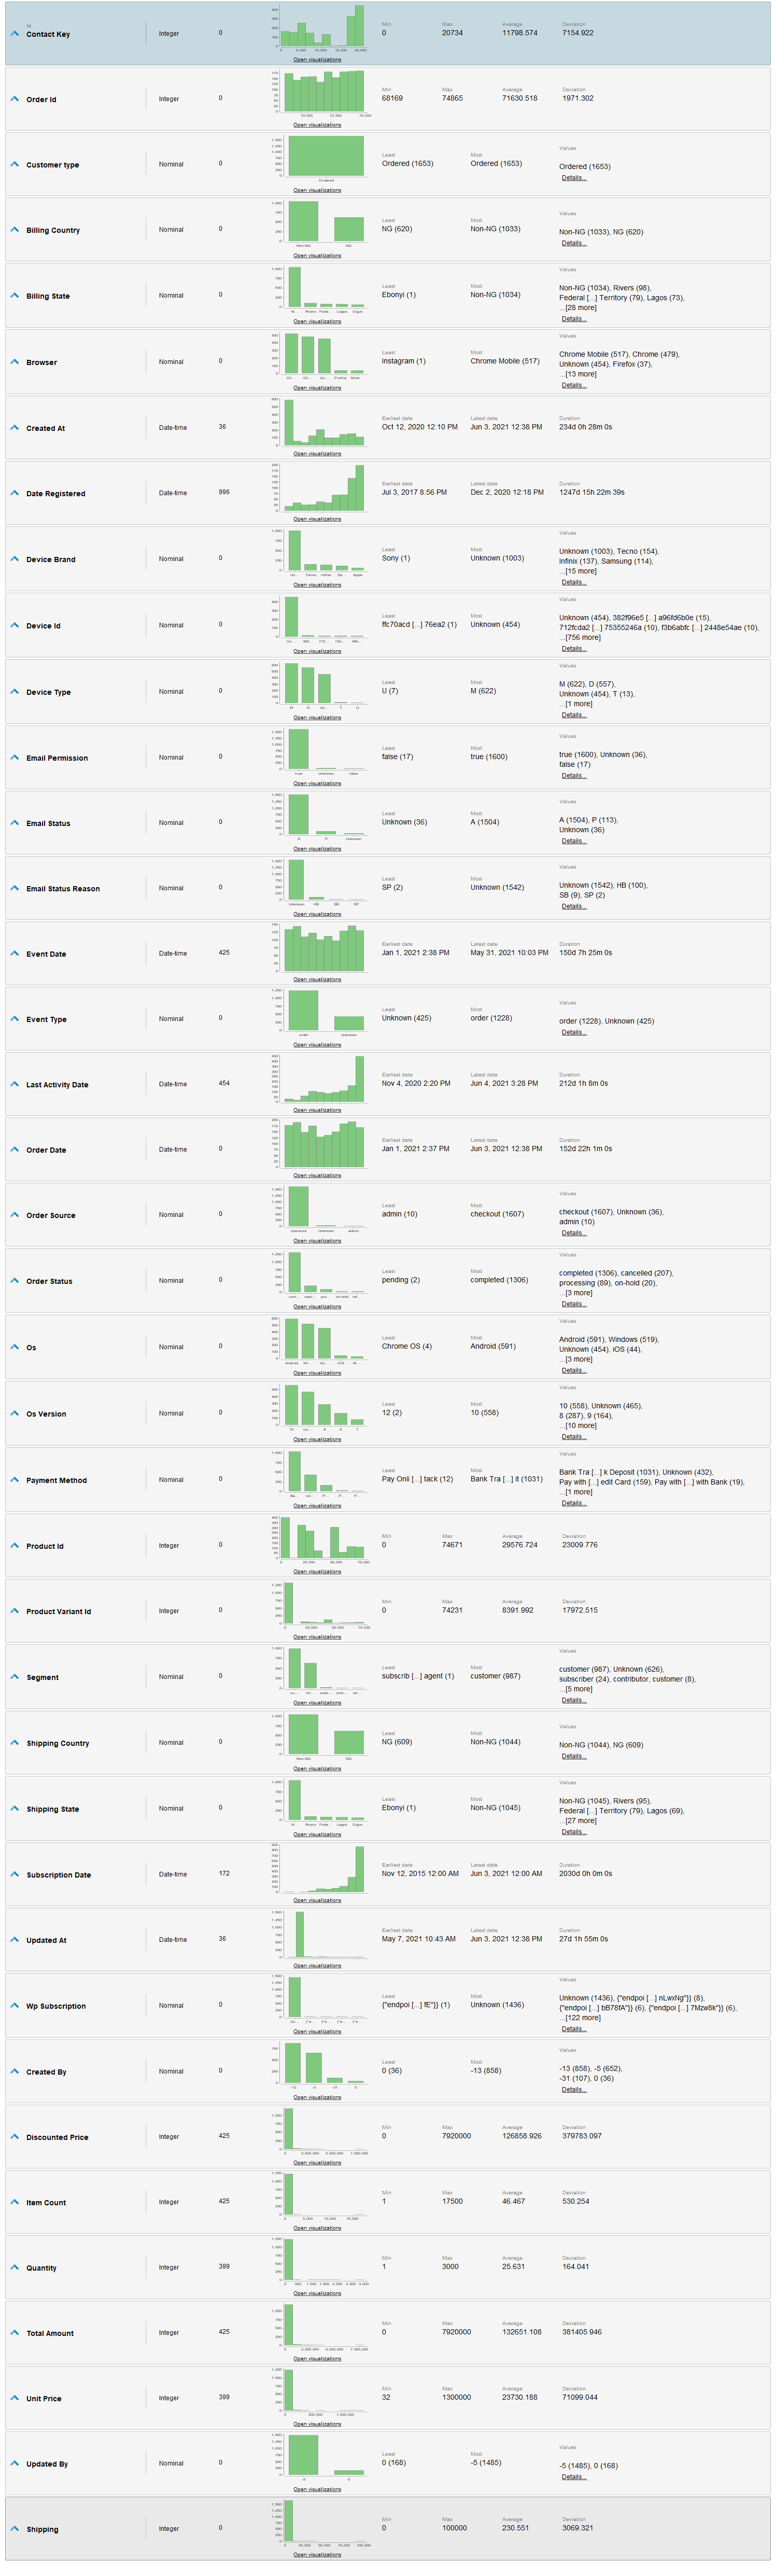 Id
Contact Key Integer 0 Open visualizations Min 0 Max 20734 Average 11798.574 Deviation 7154.922
Order Id Integer 0 Open visualizations Min 68169 Max 74865 Average 71630.518 Deviation 1971.302
Customer type Nominal 0 Ordered Open visualizations Least Ordered (1653) Most Ordered (1653) Values Ordered (1653) Details...
Billing Country Nominal 0 Non-NG NG Open visualizations Least NG (620) Most Non-NG (1033) Values Non-NG (1033), NG (620) Details...
Billing State Nominal 0 Open visualizations Least Ebonyi (1) Most Non-NG (1034) Values Non-NG (1034), Rivers (98),
Federal [...] Territory (79), Lagos (73),
...[28 more]
Details...
Browser Nominal 0 Open visualizations Least Instagram (1) Most Chrome Mobile (517) Values Chrome Mobile (517), Chrome (479),
Unknown (454), Firefox (37),
...[13 more]
Details...
Created At Date-time 36 Open visualizations Earliest date Oct 12, 2020 12:10 PM Latest date Jun 3, 2021 12:38 PM Duration 234d 0h 28m 0s
Date Registered Date-time 996 Open visualizations Earliest date Jul 3, 2017 8:56 PM Latest date Dec 2, 2020 12:18 PM Duration 1247d 15h 22m 39s
Device Brand Nominal 0 Open visualizations Least Sony (1) Most Unknown (1003) Values Unknown (1003), Tecno (154),
Infinix (137), Samsung (114),
...[15 more]
Details...
Device Id Nominal 0 Open visualizations Least ffc70acd [...] 76ea2 (1) Most Unknown (454) Values Unknown (454), 382f96e5 [...] a96fd6b0e (15),
712fcda2 [...] 75355246a (10), f3b6abfc [...] 2448e54ae (10),
...[756 more]
Details...
Device Type Nominal 0 Open visualizations Least U (7) Most M (622) Values M (622), D (557),
Unknown (454), T (13),
...[1 more]
Details...
Email Permission Nominal 0 Open visualizations Least false (17) Most true (1600) Values true (1600), Unknown (36),
false (17)
Details...
Email Status Nominal 0 Open visualizations Least Unknown (36) Most A (1504) Values A (1504), P (113),
Unknown (36)
Details...
Email Status Reason Nominal 0 Open visualizations Least SP (2) Most Unknown (1542) Values Unknown (1542), HB (100),
SB (9), SP (2)
Details...
Event Date Date-time 425 Open visualizations Earliest date Jan 1, 2021 2:38 PM Latest date May 31, 2021 10:03 PM Duration 150d 7h 25m 0s
Event Type Nominal 0 Open visualizations Least Unknown (425) Most order (1228) Values order (1228), Unknown (425) Details...
Last Activity Date Date-time 454 Open visualizations Earliest date Nov 4, 2020 2:20 PM Latest date Jun 4, 2021 3:28 PM Duration 212d 1h 8m 0s
Order Date Date-time 0 Open visualizations Earliest date Jan 1, 2021 2:37 PM Latest date Jun 3, 2021 12:38 PM Duration 152d 22h 1m 0s
Order Source Nominal 0 Open visualizations Least admin (10) Most checkout (1607) Values checkout (1607), Unknown (36),
admin (10)
Details...
Order Status Nominal 0 Open visualizations Least pending (2) Most completed (1306) Values completed (1306), cancelled (207),
processing (89), on-hold (20),
...[3 more]
Details...
Os Nominal 0 Open visualizations Least Chrome OS (4) Most Android (591) Values Android (591), Windows (519),
Unknown (454), iOS (44),
...[3 more]
Details...
Os Version Nominal 0 Open visualizations Least 12 (2) Most 10 (558) Values 10 (558), Unknown (465),
8 (287), 9 (164),
...[10 more]
Details...
Payment Method Nominal 0 Open visualizations Least Pay Onli [...] tack (12) Most Bank Tra [...] it (1031) Values Bank Tra [...] k Deposit (1031), Unknown (432),
Pay with [...] edit Card (159), Pay with [...] with Bank (19),
...[1 more]
Details...
Product Id Integer 0 Open visualizations Min 0 Max 74671 Average 29576.724 Deviation 23009.776
Product Variant Id Integer 0 Open visualizations Min 0 Max 74231 Average 8391.992 Deviation 17972.515
Segment Nominal 0 Open visualizations Least subscrib [...] agent (1) Most customer (987) Values customer (987), Unknown (626),
subscriber (24), contributor, customer (8),
...[5 more]
Details...
Shipping Country Nominal 0 Non-NG NG Open visualizations Least NG (609) Most Non-NG (1044) Values Non-NG (1044), NG (609) Details...
Shipping State Nominal 0 Open visualizations Least Ebonyi (1) Most Non-NG (1045) Values Non-NG (1045), Rivers (95),
Federal [...] Territory (79), Lagos (69),
...[27 more]
Details...
Subscription Date Date-time 172 Open visualizations Earliest date Nov 12, 2015 12:00 AM Latest date Jun 3, 2021 12:00 AM Duration 2030d 0h 0m 0s
Updated At Date-time 36 Open visualizations Earliest date May 7, 2021 10:43 AM Latest date Jun 3, 2021 12:38 PM Duration 27d 1h 55m 0s
Wp Subscription Nominal 0 Open visualizations Least {"endpoi [...] fE"}} (1) Most Unknown (1436) Values Unknown (1436), {"endpoi [...] nLwxNg"}} (8),
{"endpoi [...] bB78fA"}} (6), {"endpoi [...] 7Mzw8k"}} (6),
...[122 more]
Details...
Created By Nominal 0 Open visualizations Least 0 (36) Most -13 (858) Values -13 (858), -5 (652),
-31 (107), 0 (36)
Details...
Discounted Price Integer 425 Open visualizations Min 0 Max 7920000 Average 126858.926 Deviation 379783.097
Item Count Integer 425 Open visualizations Min 1 Max 17500 Average 46.467 Deviation 530.254
Quantity Integer 399 Open visualizations Min 1 Max 3000 Average 25.631 Deviation 164.041
Total Amount Integer 425 Open visualizations Min 0 Max 7920000 Average 132651.108 Deviation 381405.946
Unit Price Integer 399 Open visualizations Min 32 Max 1300000 Average 23730.188 Deviation 71099.044
Updated By Nominal 0 Open visualizations Least 0 (168) Most -5 (1485) Values -5 (1485), 0 (168) Details...
Shipping Integer 0 Open visualizations Min 0 Max 100000 Average 230.551 Deviation 3069.321